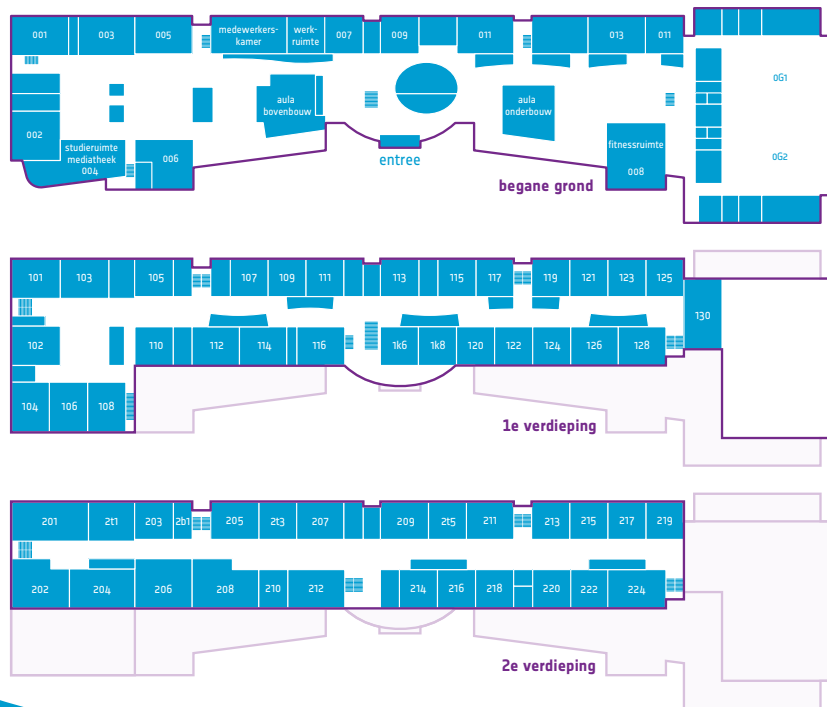 001 003 005 medewerkers- werk- 007 009 011 013 011
kamer ruimte
0G1
aula aula
bovenbouw onderbouw
002
studieruimte
mediatheek
004
006
entree
fitnessruimte
008
0G2
begane grond
101 103 105 107 109 111 113 115 117 119 121 123 125
130
102 110 112 114 116 1k6 1k8 120 122 124 126 128
104 106 108
1e verdieping
201 2t1 203 2b1 205 2t3 207 209 2t5 211 213 215 217 219
202 204 206 208 210 212 214 216 218 220 222 224
2e verdieping